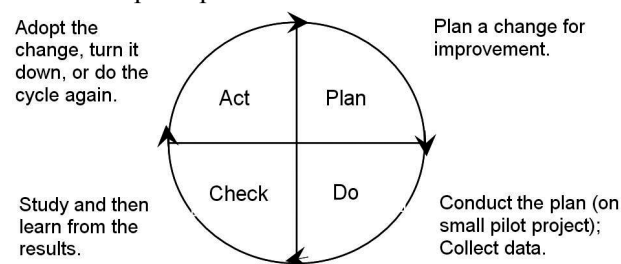 Adopt the
change, turn it
down, or do the
cycle again.
Plan a change for
improvement.
Act
Plan
Check
Do
Study and then
learn from the
results.
Conduct the plan (on
small pilot project);
Collect data.